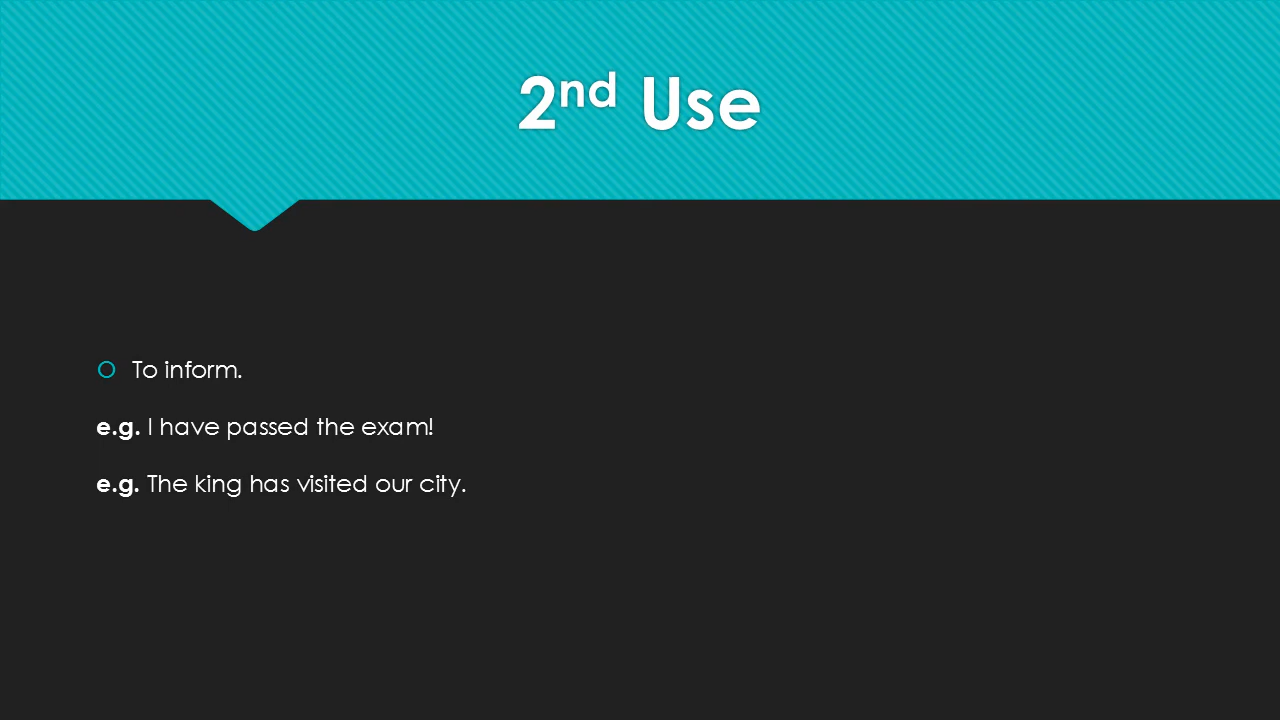 2nd Use
To inform.
e.g. I have passed the exam!
e.g. The king has visited our city.